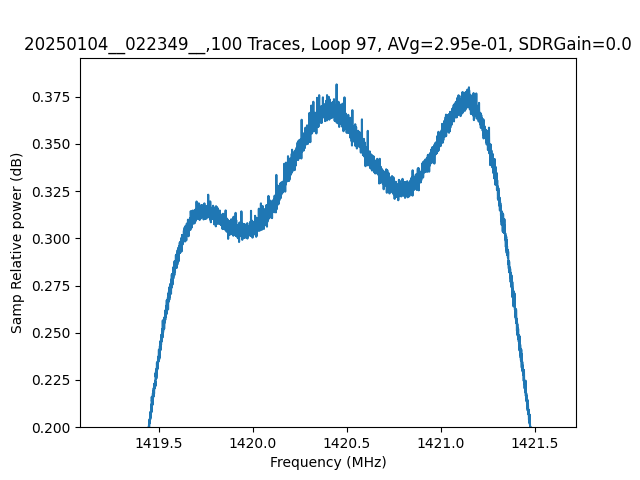 20250104__022349__,100 Traces, Loop 97, AVg=2.95e-01, SDRGain=0.0
0.375
0.350
0.325
0.300
0.275
0.250
0.225
0.200
Samp Relative power (dB)
1419.5 1420.0 1420.5 1421.0 1421.5
Frequency (MHz)